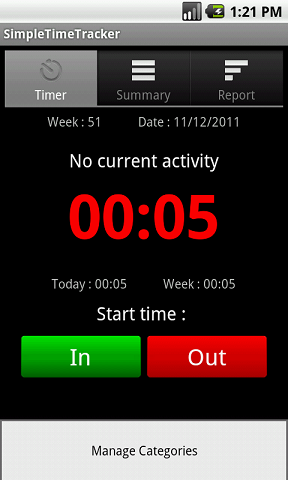 1:21 PM
SimpleTimeTracker
Timer Summary Report
Week : 51 Date : 11/12/2011
No current activity
00:05
Today : 00:05 Week : 00:05
Start time :
In Out
Manage Categories